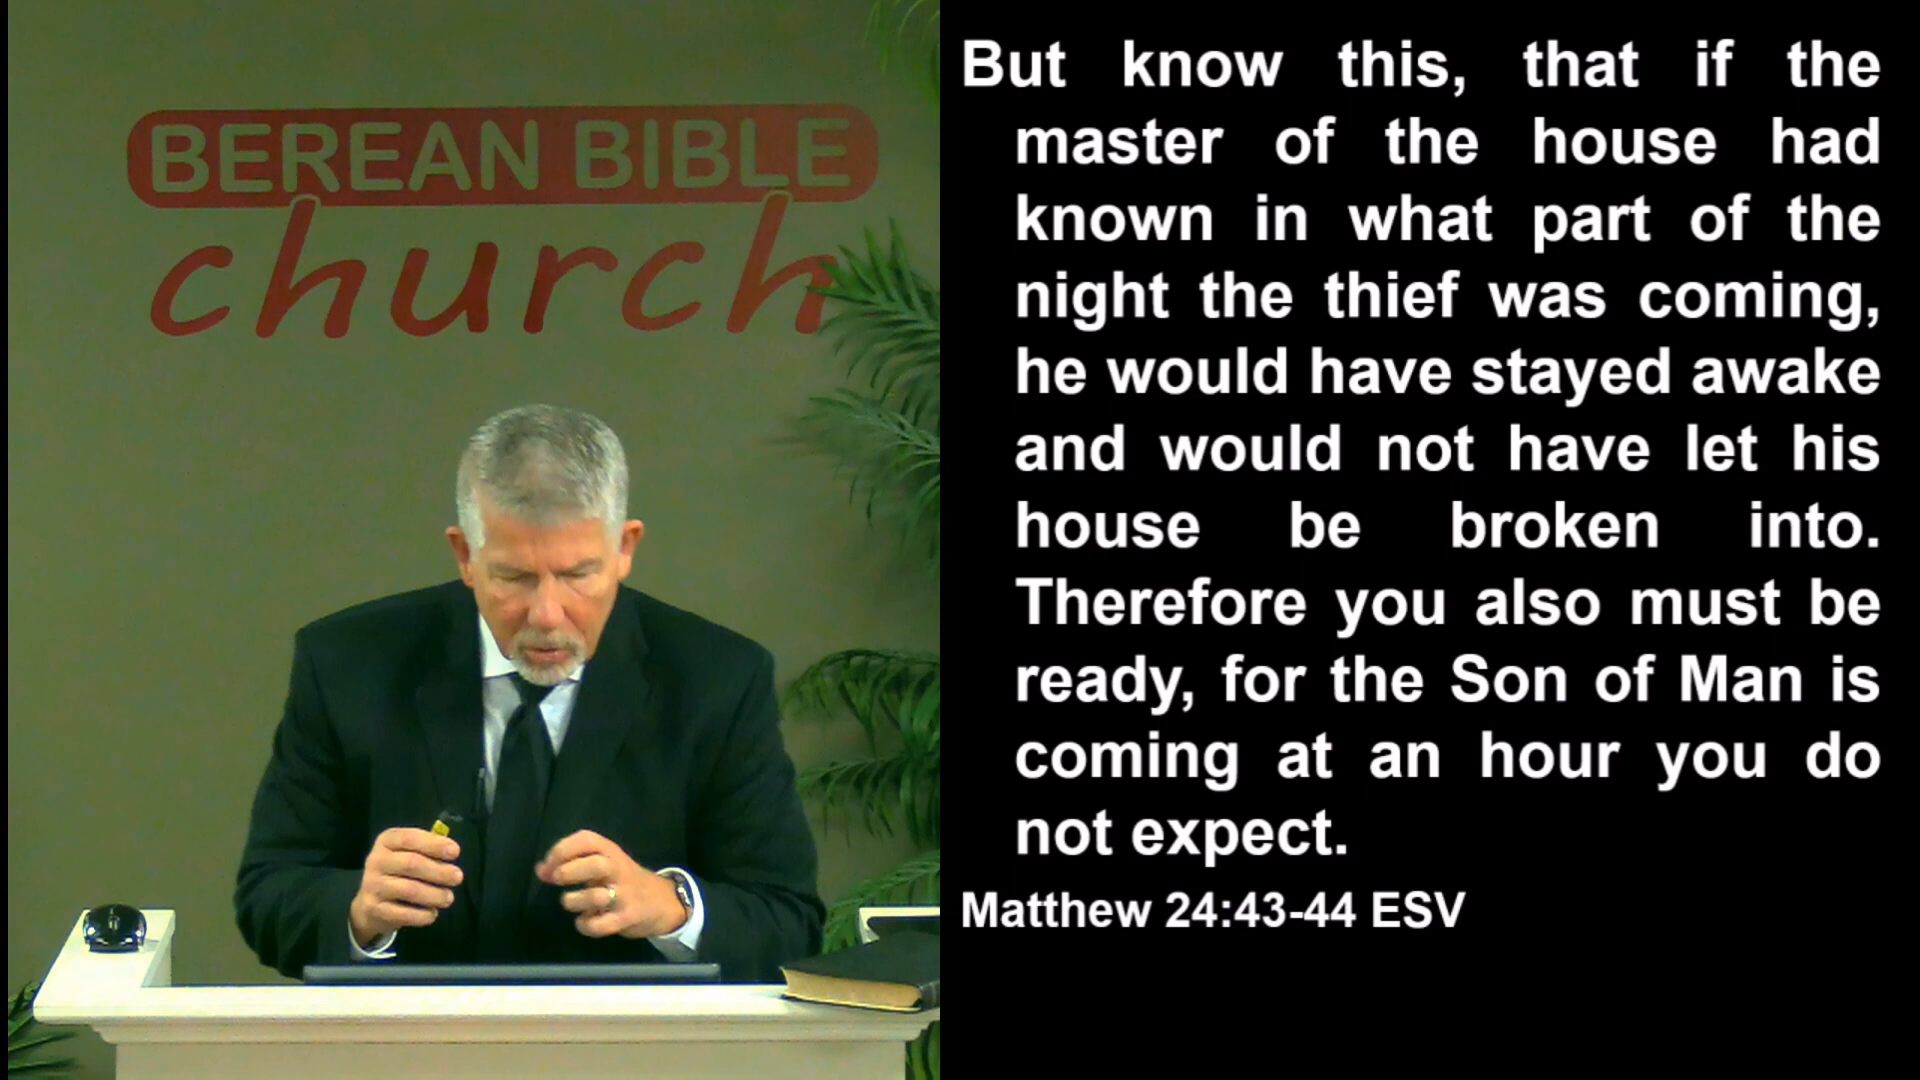 BEREAN BIBLE
church
But know this, that if the
master of the house had
known in what part of the
night the thief was coming,
he would have stayed awake
and would not have let his
house be broken into.
Therefore you also must be
ready, for the Son of Man is
coming at an hour you do
not expect.
Matthew 24:43-44 ESV